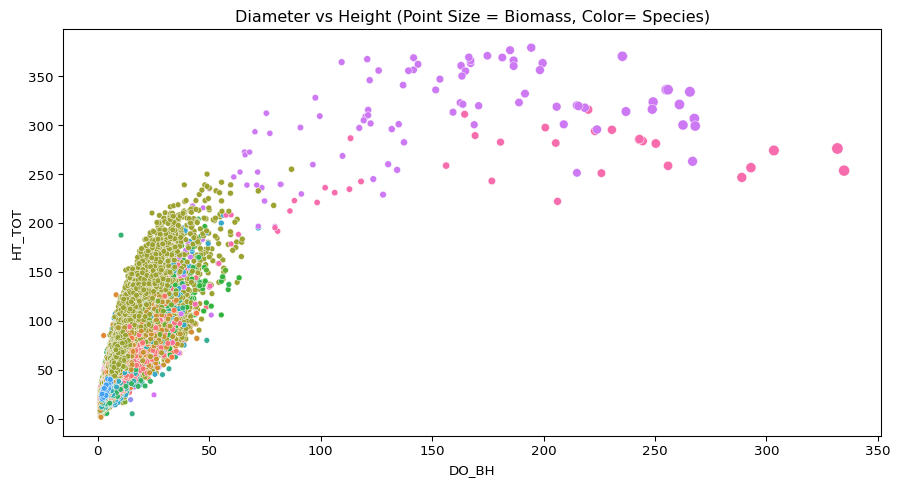 Diameter vs Height (Point Size = Biomass, Color= Species)
HT_TOT
350
300
250
200
150
100
50
0
0 50 100 150 200 250 300 350
DO_BH